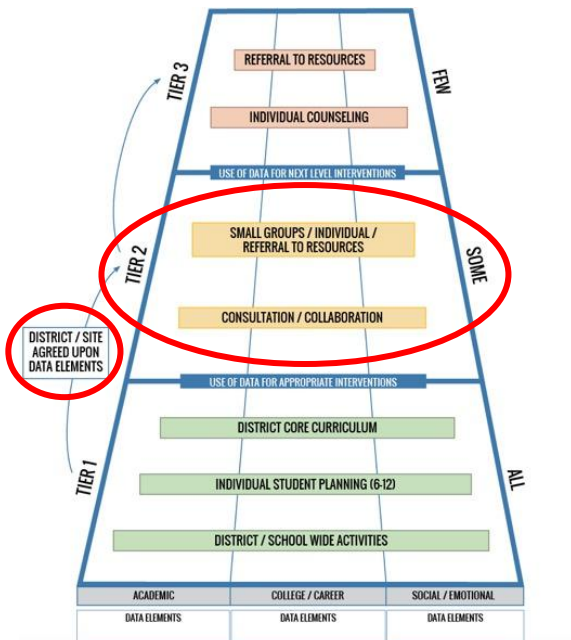 REFERRAL TO RESOURCES
TIER 3
FEW
INDIVIDUAL COUNSELING
USE OF DATA FOR NEXT LEVEL INTERVENTIONS
SMALL GROUPS / INDIVIDUAL /
REFERRAL TO RESOURCES
TIER 2
SOME
CONSULTATION / COLLABORATION
DISTRICT / SITE
AGREED UPON
DATA ELEMENTS
USE OF DATA FOR APPROPRIATE INTERVENTIONS
DISTRICT CORE CURRICULUM
TIER 1
INDIVIDUAL STUDENT PLANNING (6-12)
ALL
DISTRICT / SCHOOL WIDE ACTIVITIES
ACADEMIC
COLLEGE / CAREER
SOCIAL / EMOTIONAL
DATA ELEMENTS
DATA ELEMENTS
DATA ELEMENTS